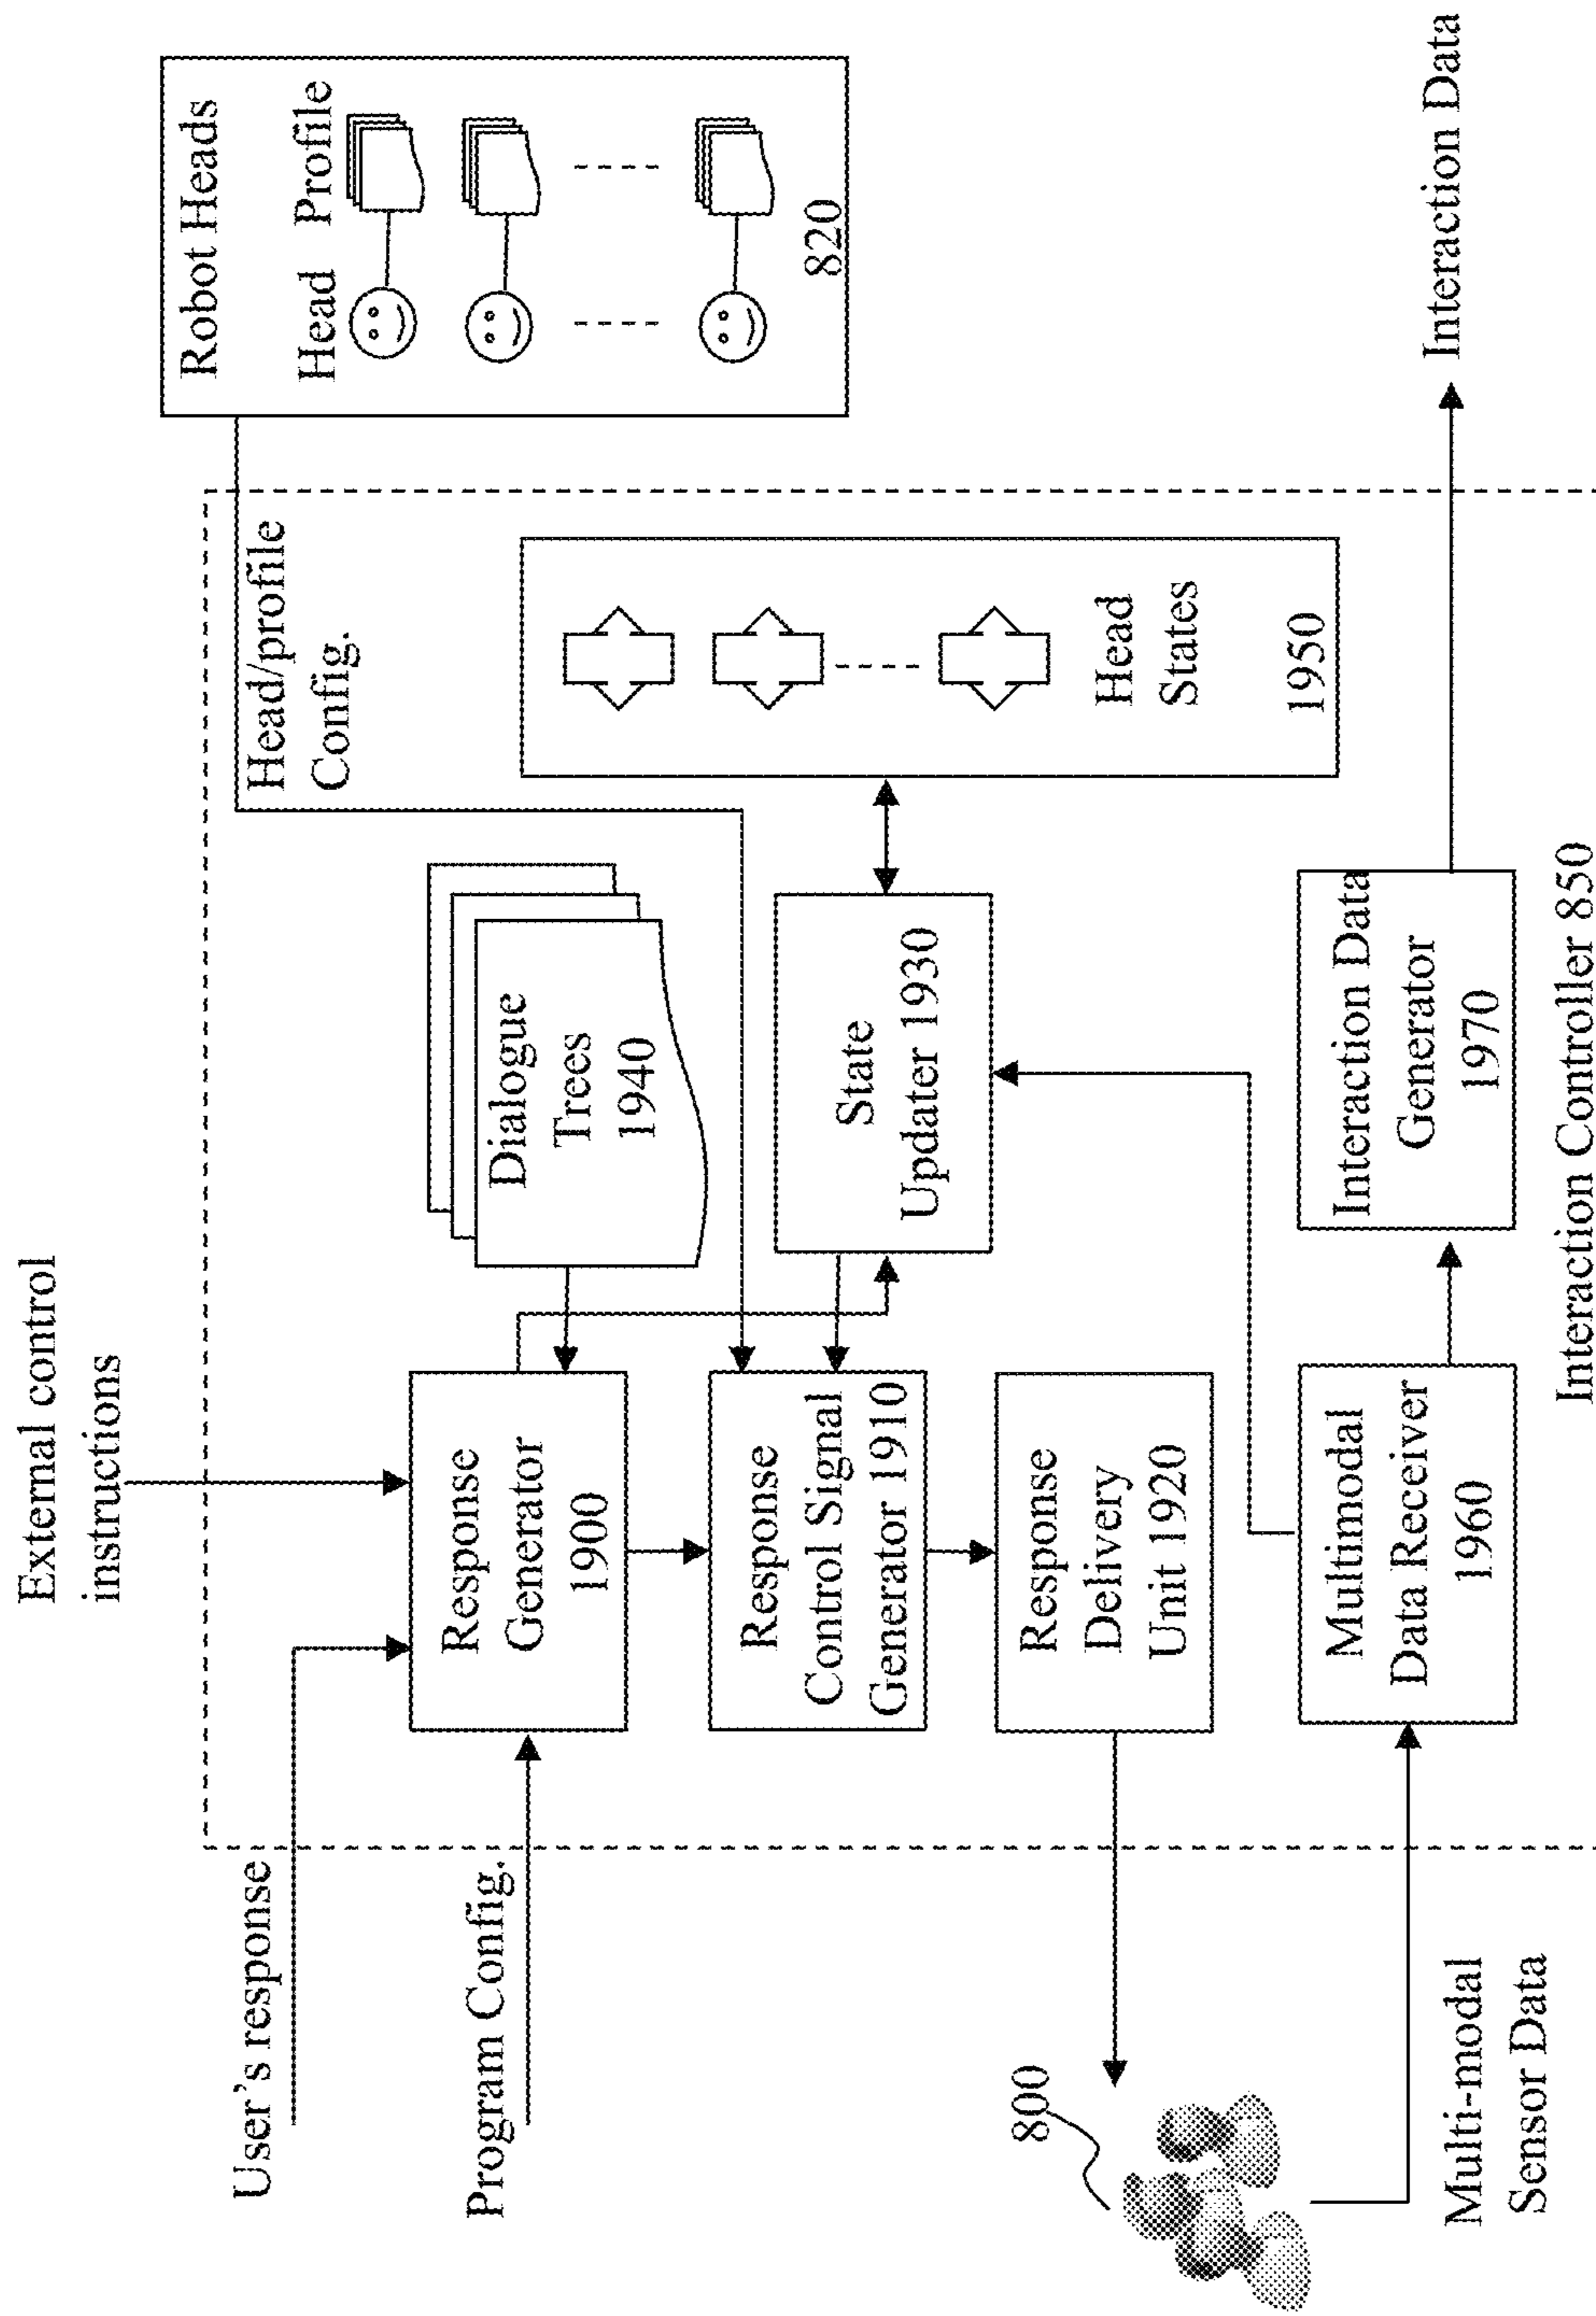 External control
instructions
User's response
Program Config.
Response
Generator
1900
Dialogue
Trees
1940
Head/profile
Config.
Robot Heads
Head Profile
820
Response
Control Signal
Generator 1910
State
Updater 1930
Head
States
1950
Response
Delivery
Unit 1920
800
Multimodal
Data Receiver
1960
Interaction Data
Generator
1970
Interaction Data
Multi-modal
Sensor Data
Interaction Controller 850